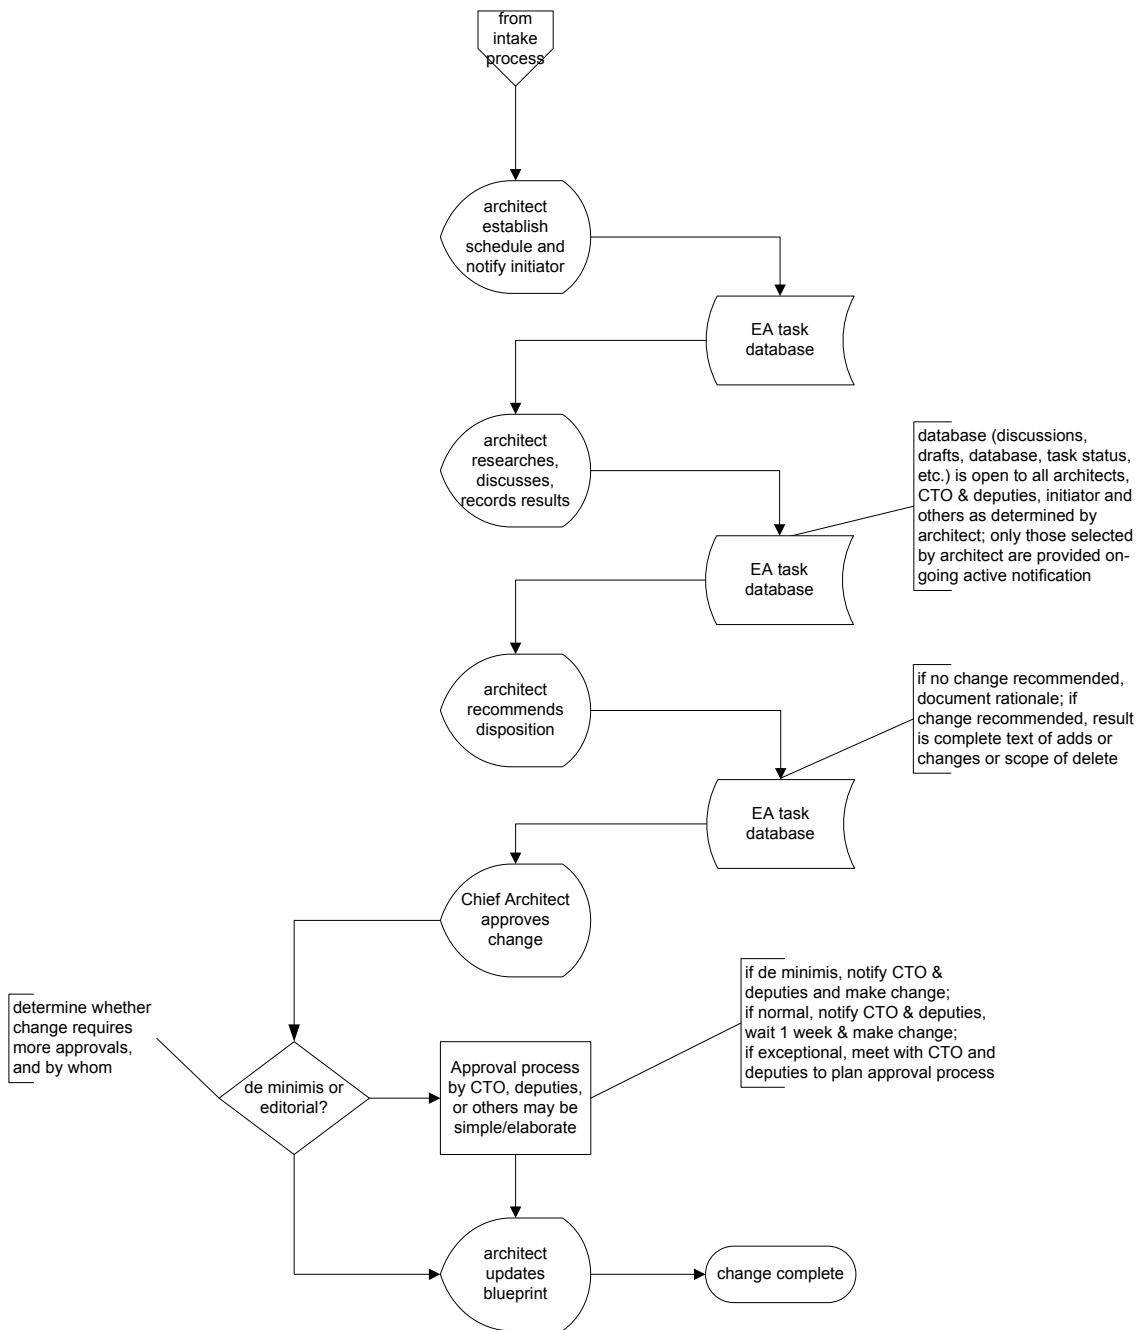 from
intake
process
architect
establish
schedule and
notify initiator
EA task
database
architect
researches,
discusses,
records results
database (discussions,
drafts, database, task status,
etc.) is open to all architects,
CTO & deputies, initiator and
others as determined by
architect; only those selected
by architect are provided on-
going active notification
EA task
database
architect
recommends
disposition
if no change recommended,
document rationale; if
change recommended, result
is complete text of adds or
changes or scope of delete
EA task
database
Chief Architect
approves
change
determine whether
change requires
more approvals,
and by whom
de minimis or
editorial?
Approval process
by CTO, deputies,
or others may be
simple/elaborate
if de minimis, notify CTO &
deputies and make change;
if normal, notify CTO & deputies,
wait 1 week & make change;
if exceptional, meet with CTO and
deputies to plan approval process
architect
updates
blueprint
change complete